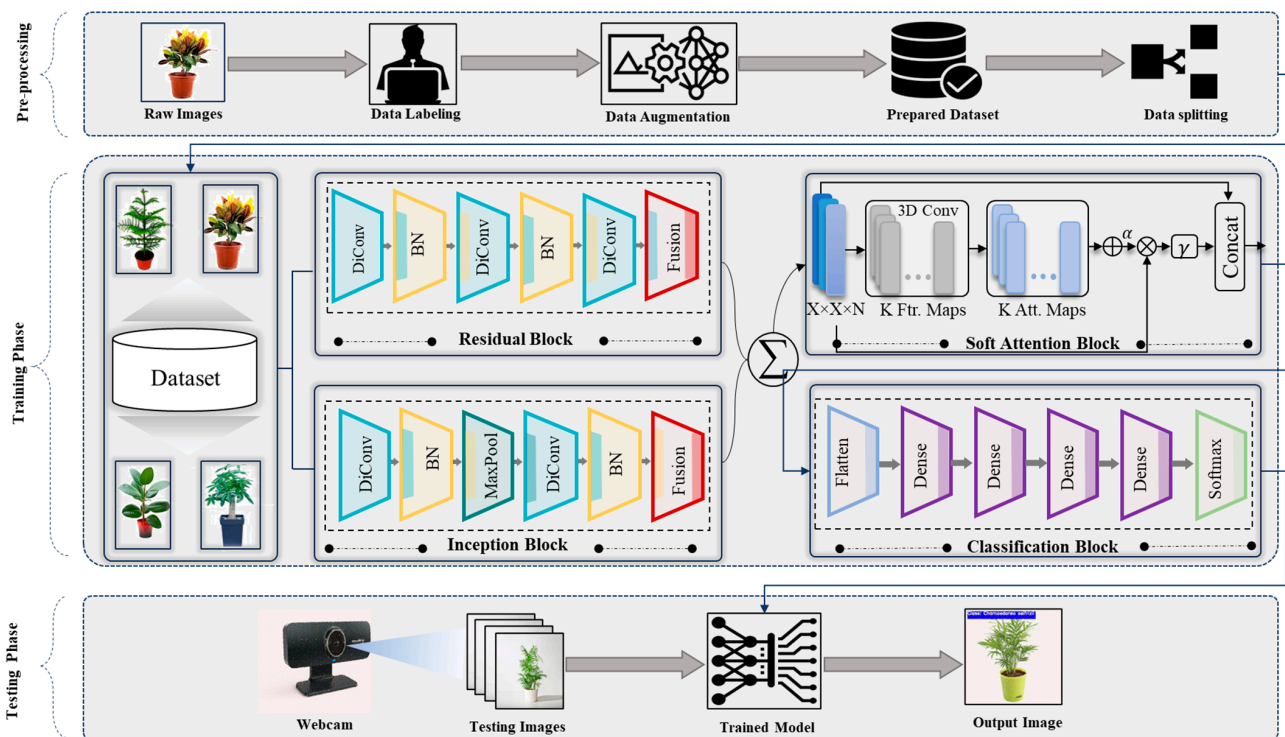 Pre-processing
Raw Images
Data Labeling
Data Augmentation
Prepared Dataset
Data splitting
Training Phase
Dataset
DiConv
BN
DiConv
BN
DiConv
Fusion
Residual Block
DiConv
BN
MaxPool
DiConv
BN
Fusion
Inception Block
Σ
3D Conv
X×X×N
K Ftr. Maps
K Att. Maps
α
γ
Concat
Soft Attention Block
Flatten
Dense
Dense
Dense
Dense
Softmax
Classification Block
Testing Phase
Webcam
Testing Images
Trained Model
Output Image